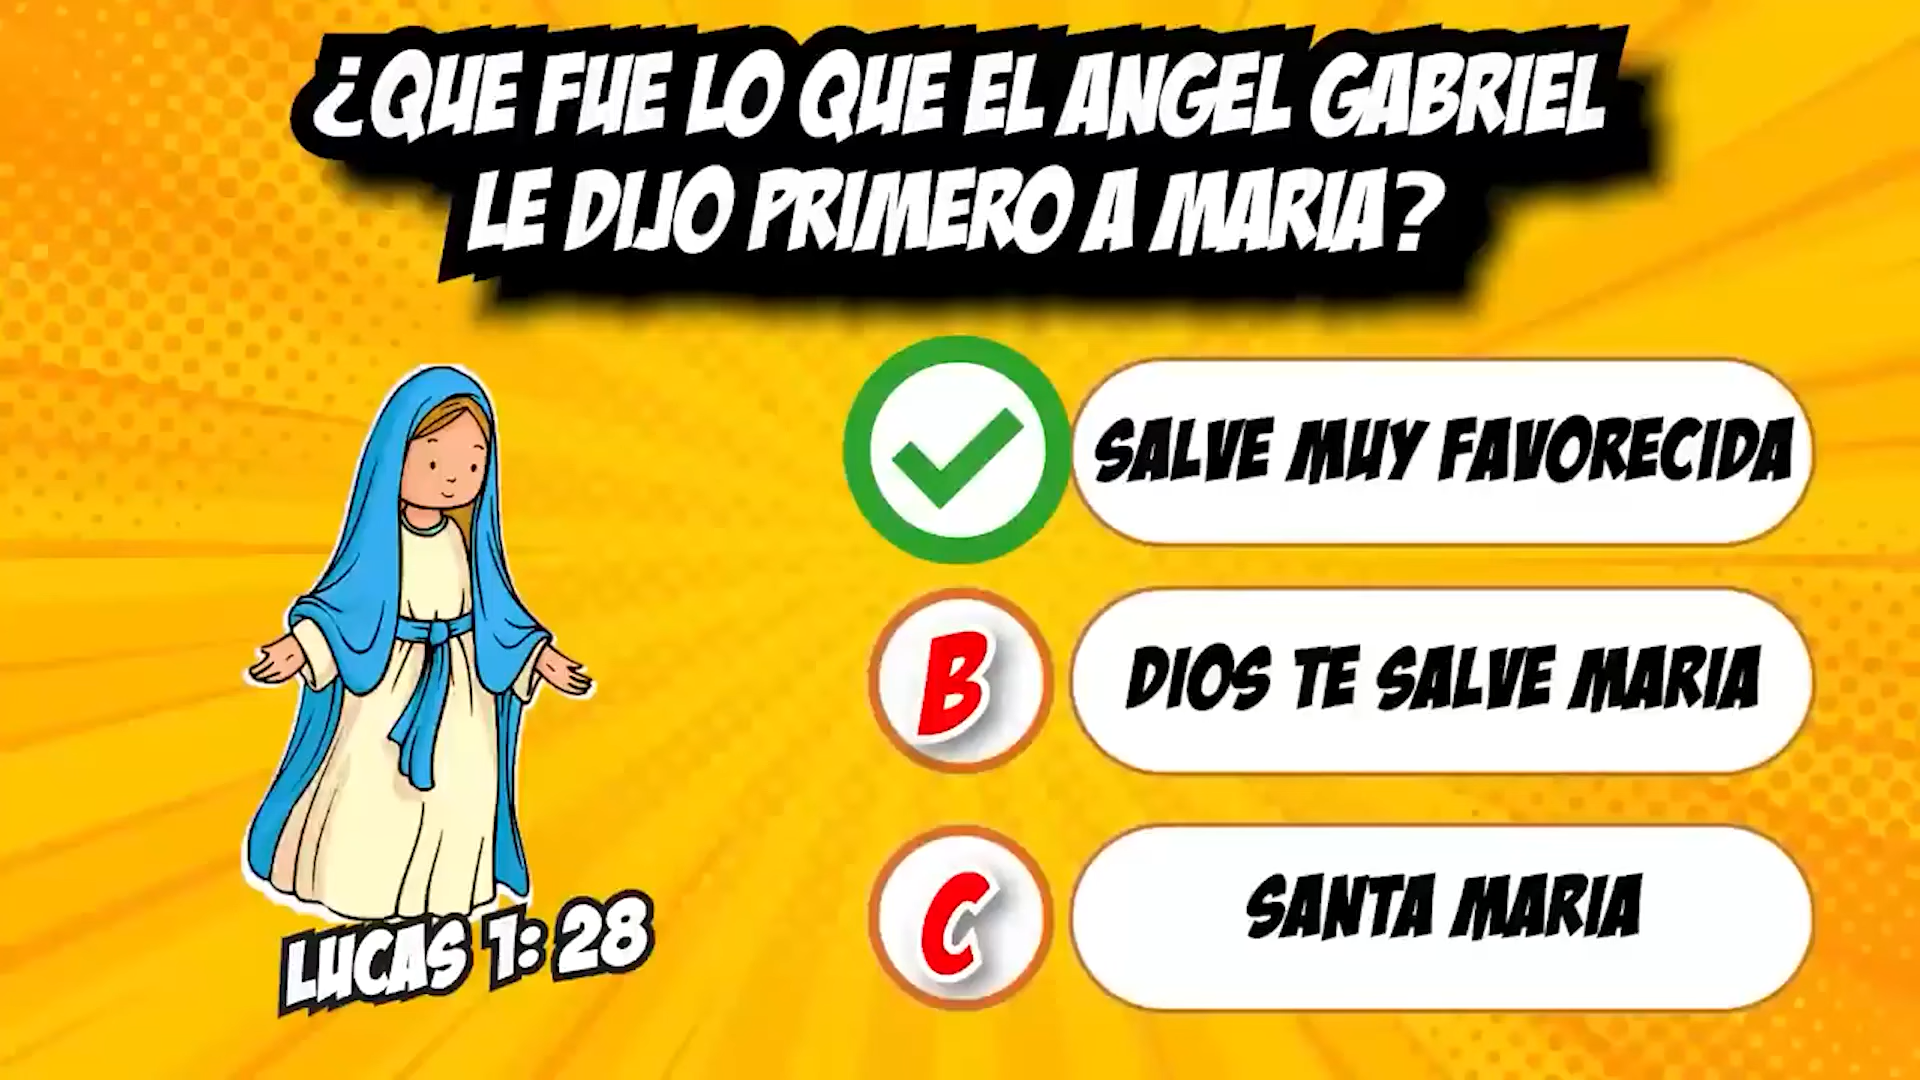 ¿QUE FUE LO QUE EL ANGEL GABRIEL
LE DIJO PRIMERO A MARIA?
SALVE MUY FAVORECIDA
B
DIOS TE SALVE MARIA
C
SANTA MARIA
LUCAS 1: 28